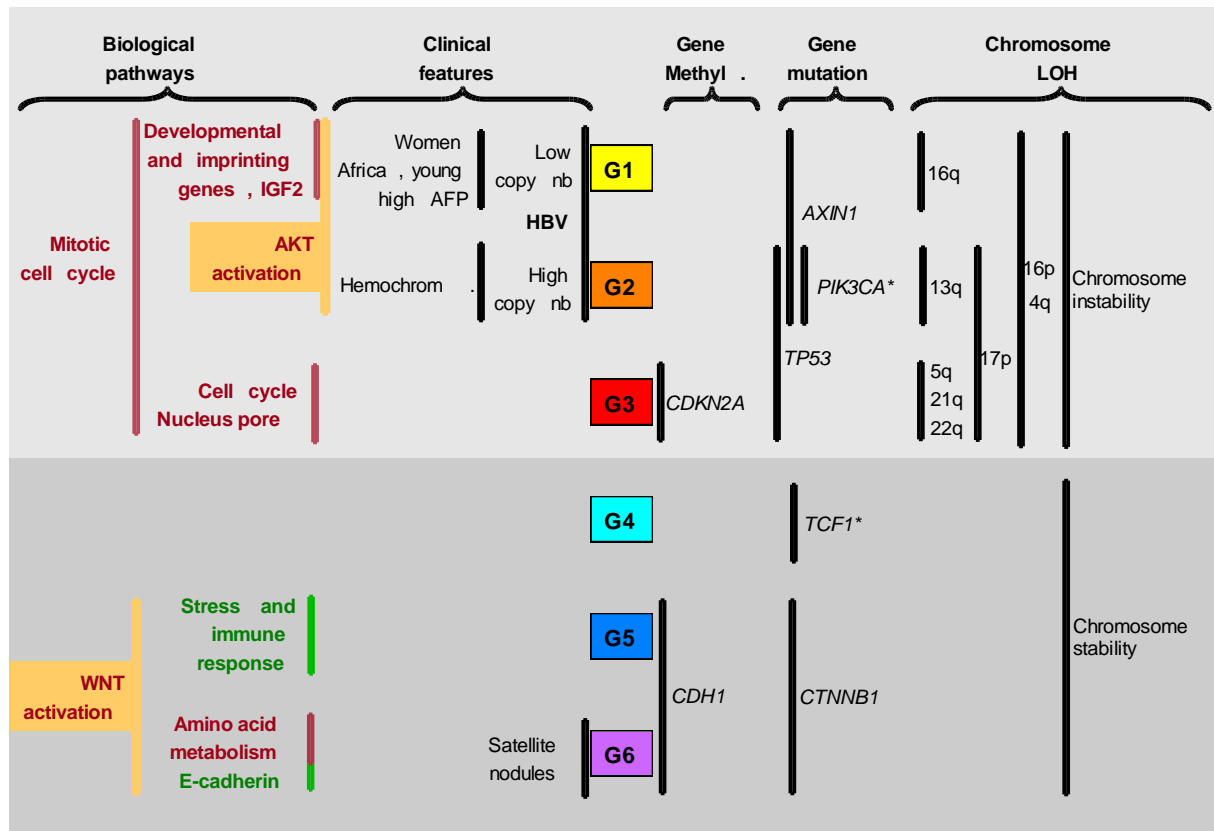 Biological pathways
Clinical features
Gene Methyl .
Gene mutation
Chromosome LOH
Developmental
and imprinting
genes , IGF2
Mitotic
cell cycle
AKT
activation
Cell cycle
Nucleus pore
Women
Africa , young
high AFP
Hemochrom .
Low
copy nb
HBV
High
copy nb
G1
G2
G3
CDKN2A
AXIN1
PIK3CA*
TP53
16q
13q
5q
21q
22q
17p
16p
4q
Chromosome
instability
G4
TCF1*
WNT
activation
Stress and
immune
response
Amino acid
metabolism
E-cadherin
Satellite
nodules
G5
G6
CDH1
CTNNB1
Chromosome
stability